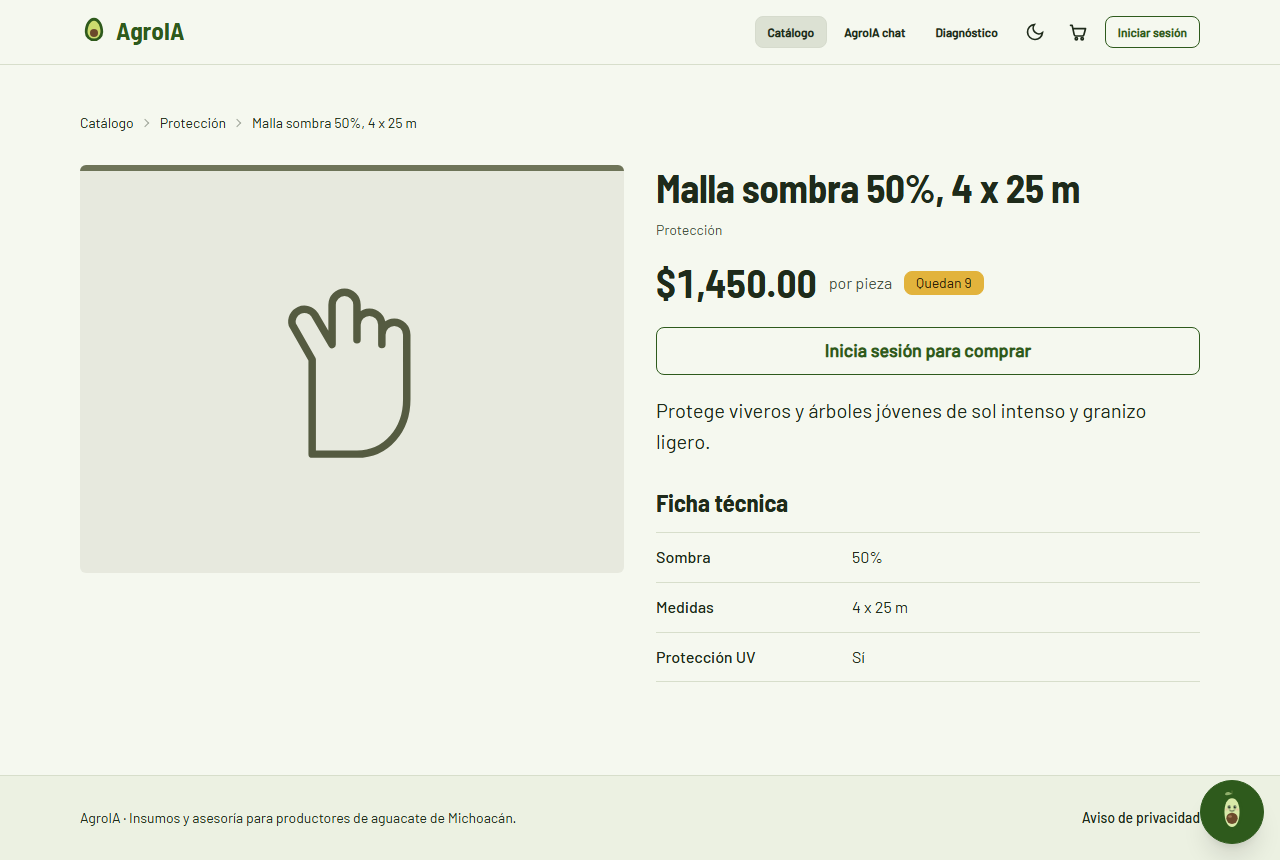 AgroIA
Catálogo
AgroIA chat
Diagnóstico
Iniciar sesión
Catálogo
Protección
Malla sombra 50%, 4 x 25 m
Malla sombra 50%, 4 x 25 m
Protección
$1,450.00 por pieza Quedan 9
Inicia sesión para comprar
Protege viveros y árboles jóvenes de sol intenso y granizo
ligero.
Ficha técnica
Sombra 50%
Medidas 4 x 25 m
Protección UV Sí
AgroIA · Insumos y asesoría para productores de aguacate de Michoacán.
Aviso de privacidad